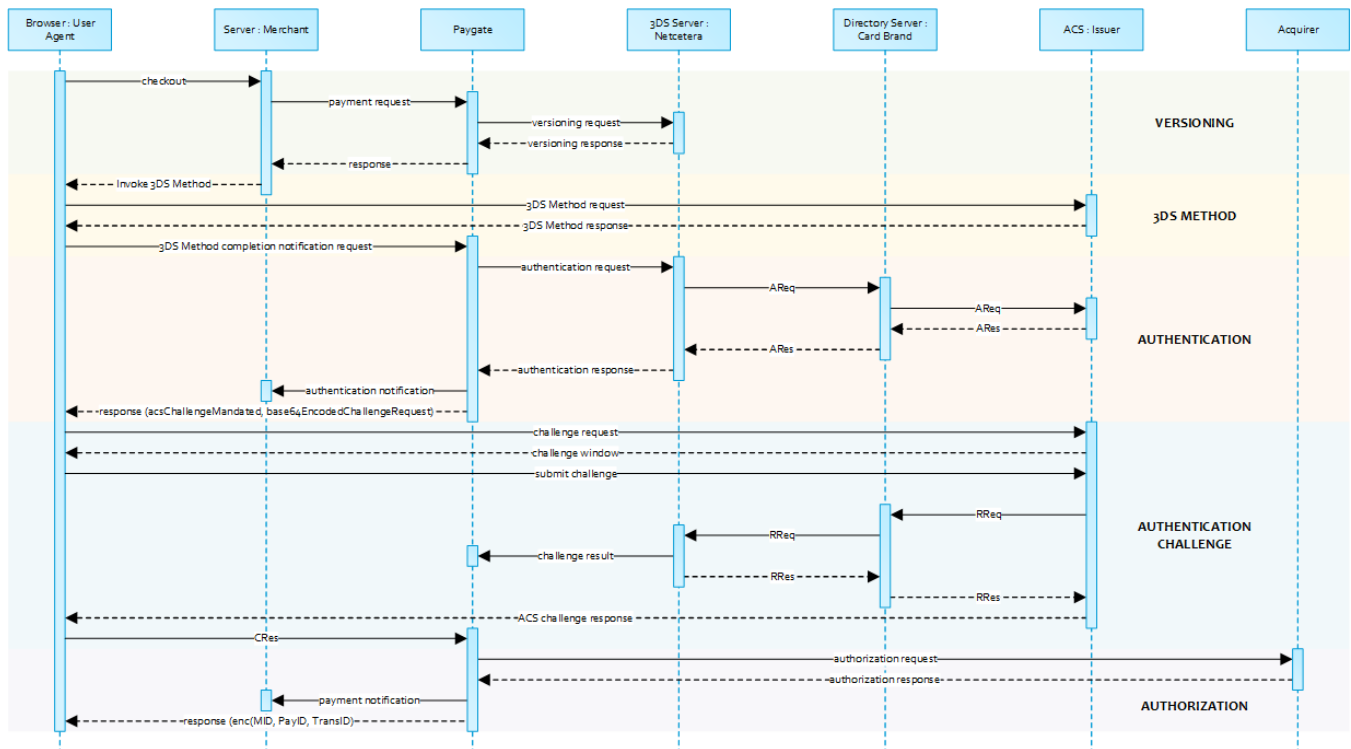 Browser : User
Agent
Server : Merchant
Paygate
3DS Server :
Netcetera
Directory Server :
Card Brand
ACS : Issuer
Acquirer
checkout
payment request
versioning request
VERSIONING
versioning response
response
Invoke 3DS Method
3DS Method request
3DS METHOD
3DS Method response
3DS Method completion notification request
authentication request
AReq
AReq
ARes
AUTHENTICATION
ARes
authentication response
authentication notification
response (acsChallengeMandated, base64EncodedChallengeRequest)
challenge request
challenge window
submit challenge
RReq
AUTHENTICATION
CHALLENGE
RReq
challenge result
RRes
RRes
ACS challenge response
CRes
authorization request
authorization response
payment notification
AUTHORIZATION
response (enc(MID, PayID, TransID)